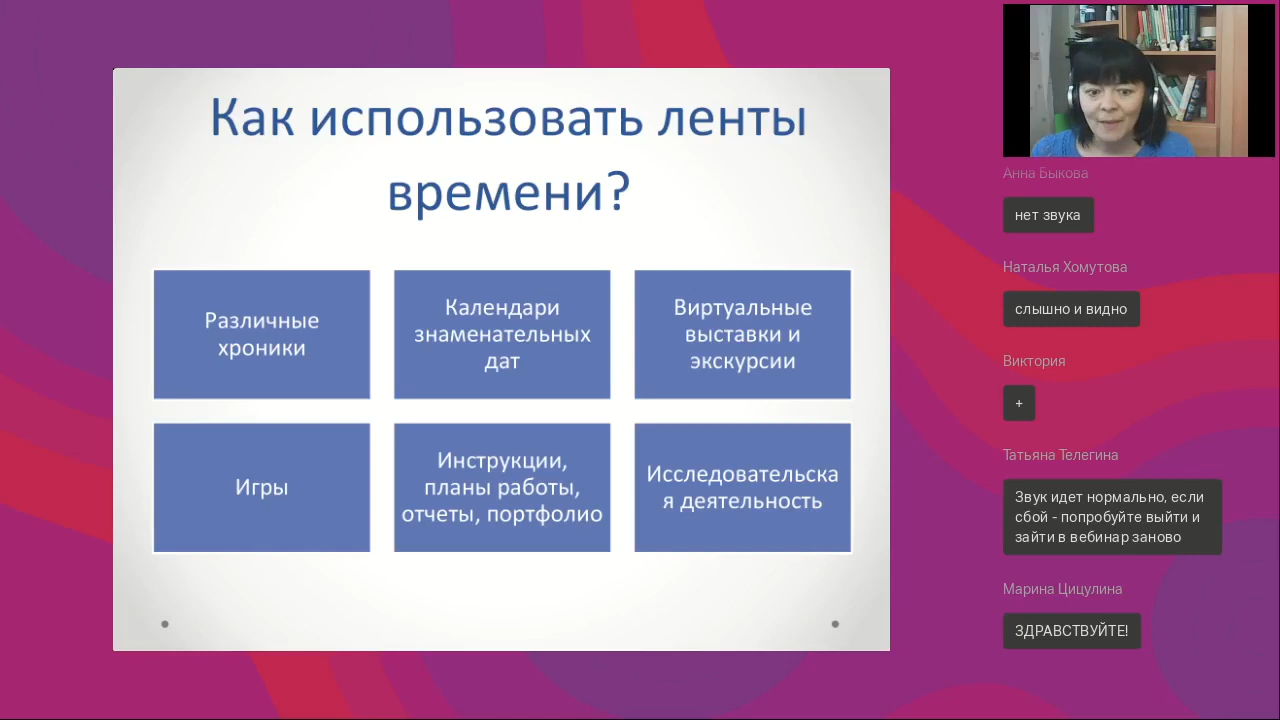 Как использовать ленты
времени?
Различные
хроники
Календари
знаменательных
дат
Виртуальные
выставки и
экскурсии
Игры
Инструкции,
планы работы,
отчеты, портфолио
Исследовательска
я деятельность
Анна Быкова
нет звука
Наталья Хомутова
слышно и видно
Виктория
+
Татьяна Телегина
Звук идет нормально, если
сбой - попробуйте выйти и
зайти в вебинар заново
Марина Цицулина
ЗДРАВСТВУЙТЕ!